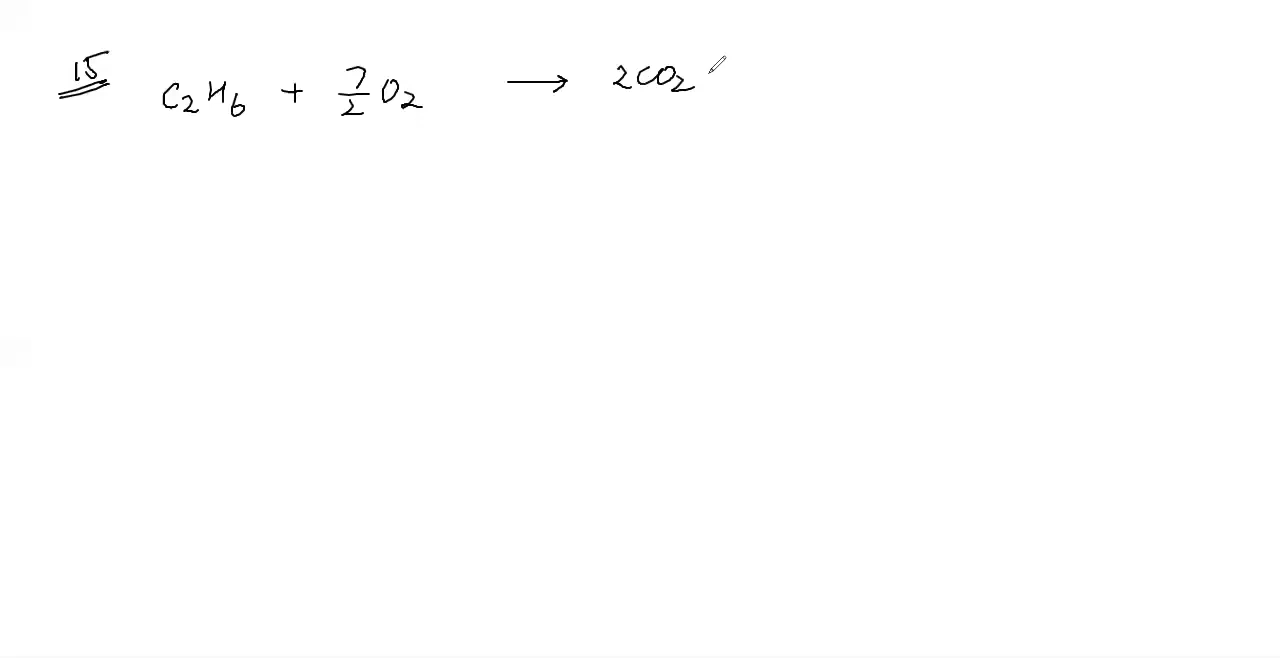 15 C₂H₆ + 7/2 O₂ ⟶ 2CO₂